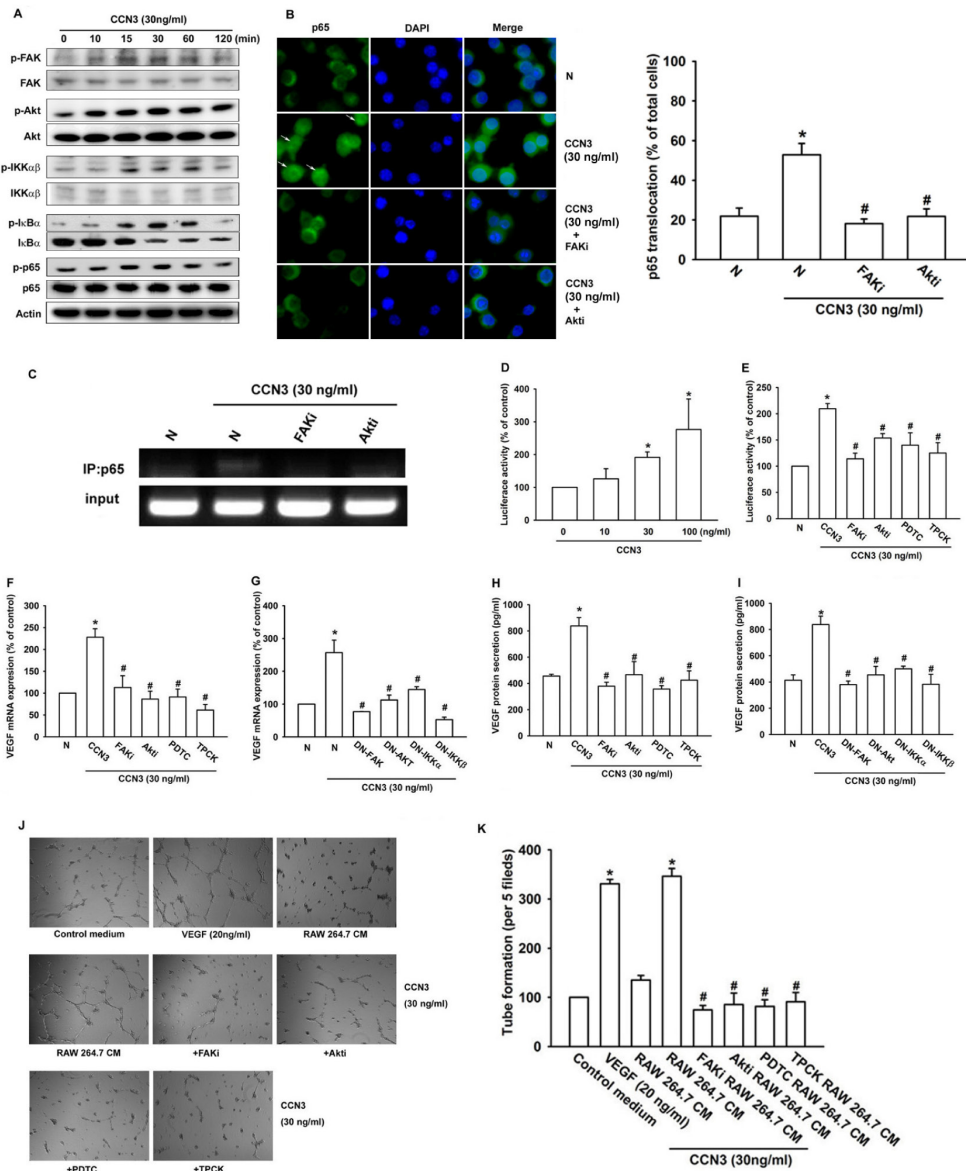 A
CCN3 (30ng/ml)
0 10 15 30 60 120 (min)
p-FAK
FAK
p-Akt
Akt
p-IKKαβ
IKKαβ
p-IκBα
IκBα
p-p65
p65
Actin
B
p65 DAPI Merge
N
CCN3
(30 ng/ml)
CCN3
(30 ng/ml)
+
FAKi
CCN3
(30 ng/ml)
+
Akti
p65 translocation (% of total cells)
100
80
60
40
20
0
*
# #
N N FAKi Akti
CCN3 (30 ng/ml)
C
CCN3 (30 ng/ml)
N N FAKi Akti
IP:p65
input
D
Luciferace activity (% of control)
400
300
200
100
0
* *
0 10 30 100 (ng/ml)
CCN3
E
Luciferace activity (% of control)
250
200
150
100
50
0
*
# # # #
N CCN3 FAKi Akti PDTC TPCK
CCN3 (30 ng/ml)
F
VEGF mRNA expresion (% of control)
300
250
200
150
100
50
0
*
# # # #
N CCN3 FAKi Akti PDTC TPCK
CCN3 (30 ng/ml)
G
VEGF mRNA expression (% of control)
400
300
200
100
0
*
# # # #
N N DN-FAK DN-AKT DN-IKKα DN-IKKβ
CCN3 (30 ng/ml)
H
VEGF protein secretion (pg/ml)
1000
800
600
400
200
0
*
# # # #
N CCN3 FAKi Akti PDTC TPCK
CCN3 (30 ng/ml)
I
VEGF protein secretion (pg/ml)
1000
800
600
400
200
0
*
# # # #
N CCN3 DN-FAK DN-Akt DN-IKKα DN-IKKβ
CCN3 (30 ng/ml)
J
Control medium VEGF (20ng/ml) RAW 264.7 CM
CCN3
(30 ng/ml)
RAW 264.7 CM +FAKi +Akti
CCN3
(30 ng/ml)
+PDTC +TPCK
K
Tube formation (per 5 fileds)
400
300
200
100
0
* *
# # # #
Control medium
VEGF (20 ng/ml)
RAW 264.7 CM
RAW 264.7 CM
FAKi RAW 264.7 CM
Akti RAW 264.7 CM
PDTC RAW 264.7 CM
TPCK RAW 264.7 CM
CCN3 (30ng/ml)